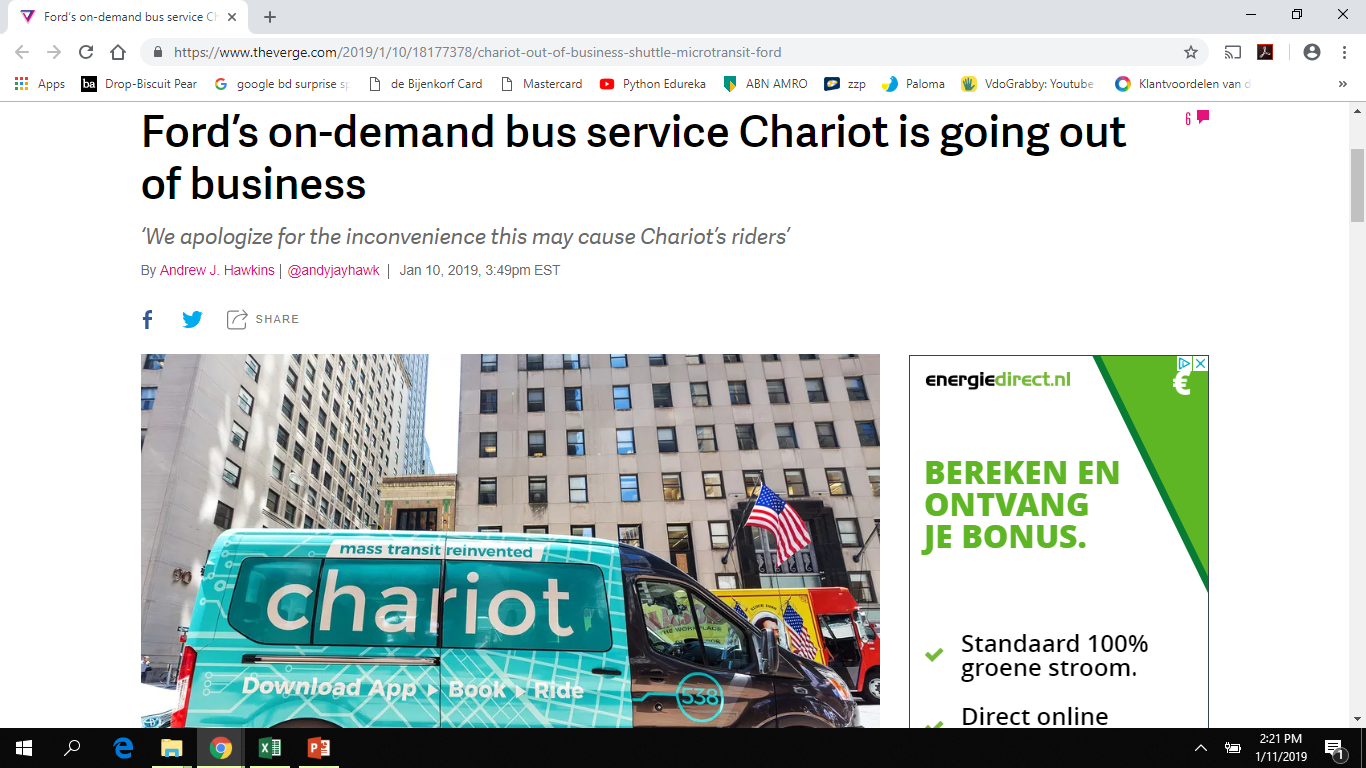 Ford's on-demand bus service Ch
https://www.theverge.com/2019/1/10/18177378/chariot-out-of-business-shuttle-microtransit-ford
Apps
ba Drop-Biscuit Pear
google bd surprise sp
de Bijenkorf Card
Mastercard
Python Edureka
ABN AMRO
zzp
Paloma
VdoGrabby: Youtube
Klantvoordelen van d
»
Ford’s on-demand bus service Chariot is going out
of business
6
‘We apologize for the inconvenience this may cause Chariot’s riders’
By Andrew J. Hawkins | @andyjayhawk | Jan 10, 2019, 3:49pm EST
SHARE
mass transit reinvented
chariot
Download App ▸ Book ▸ Ride
538
90
THE WORKPLACE
energiedirect.nl
€
BEREKEN EN
ONTVANG
JE BONUS.
Standaard 100%
groene stroom.
Direct online
2:21 PM
1/11/2019
1